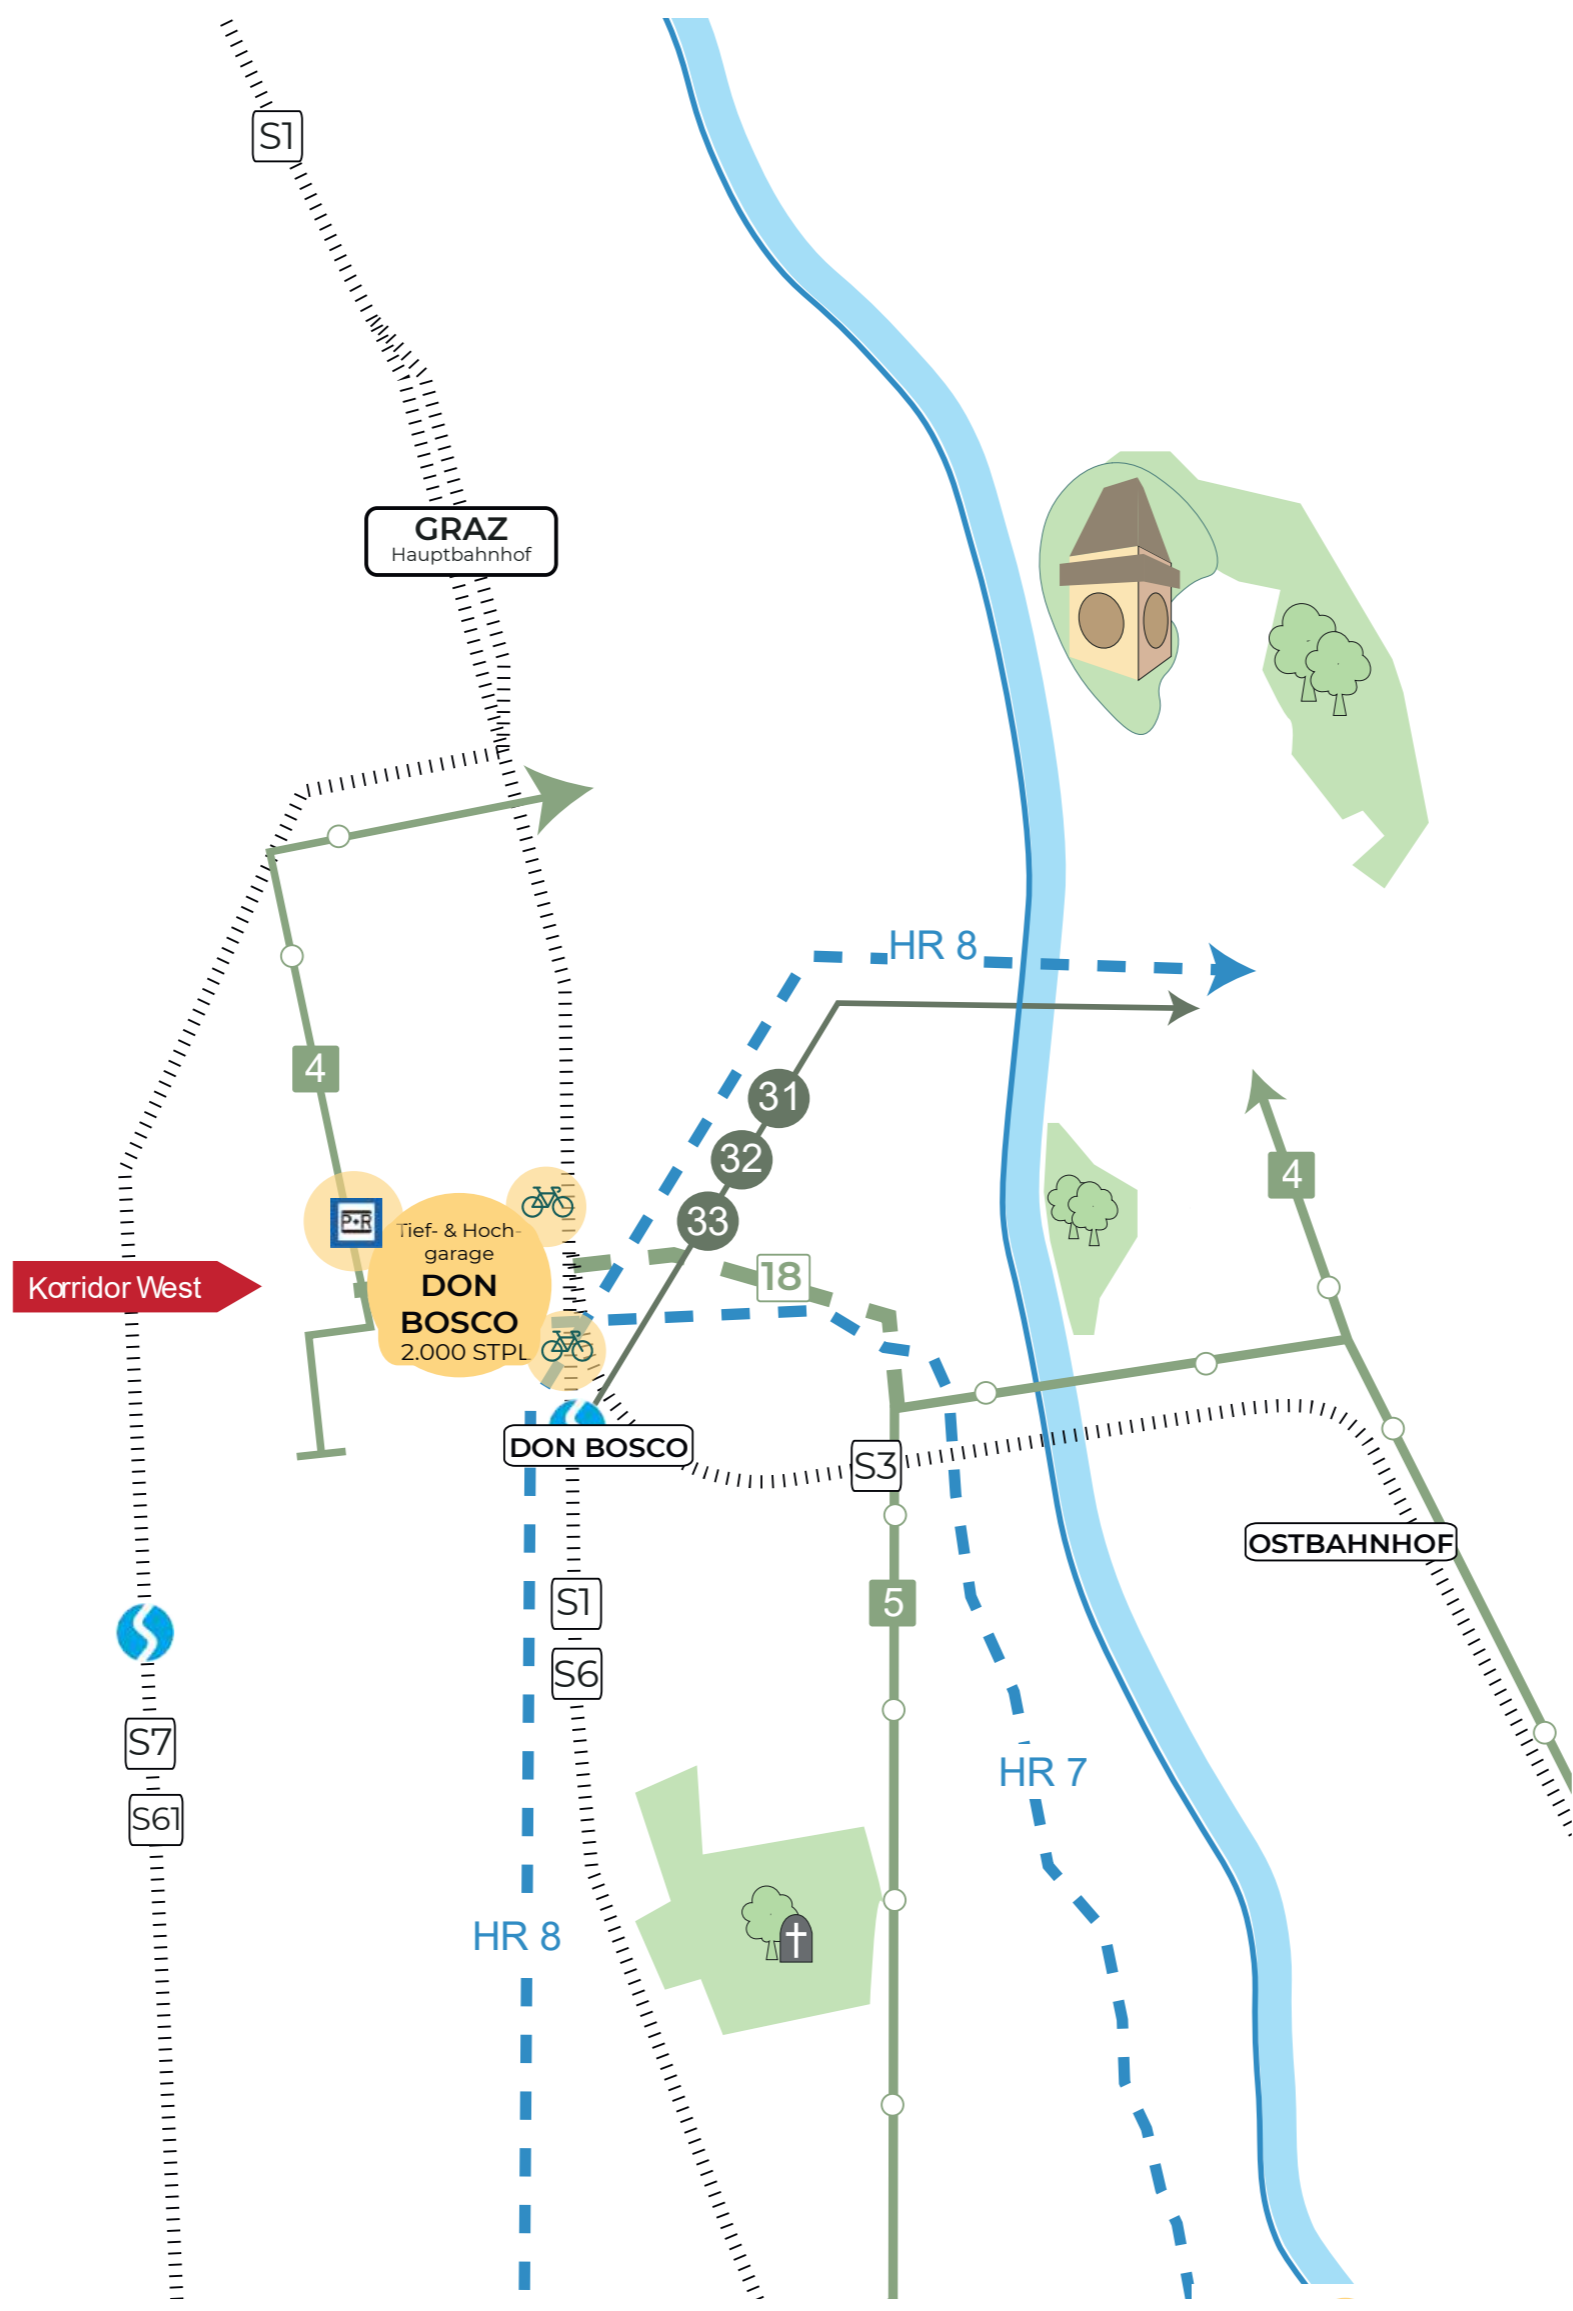 S1
GRAZ
Hauptbahnhof
HR 8
4
31
32
33
4
P+R
Tief- & Hoch-
garage
DON
BOSCO
2.000 STPL
18
Korridor West
DON BOSCO
S3
OSTBAHNHOF
S1
5
S6
S7
HR 7
S61
HR 8